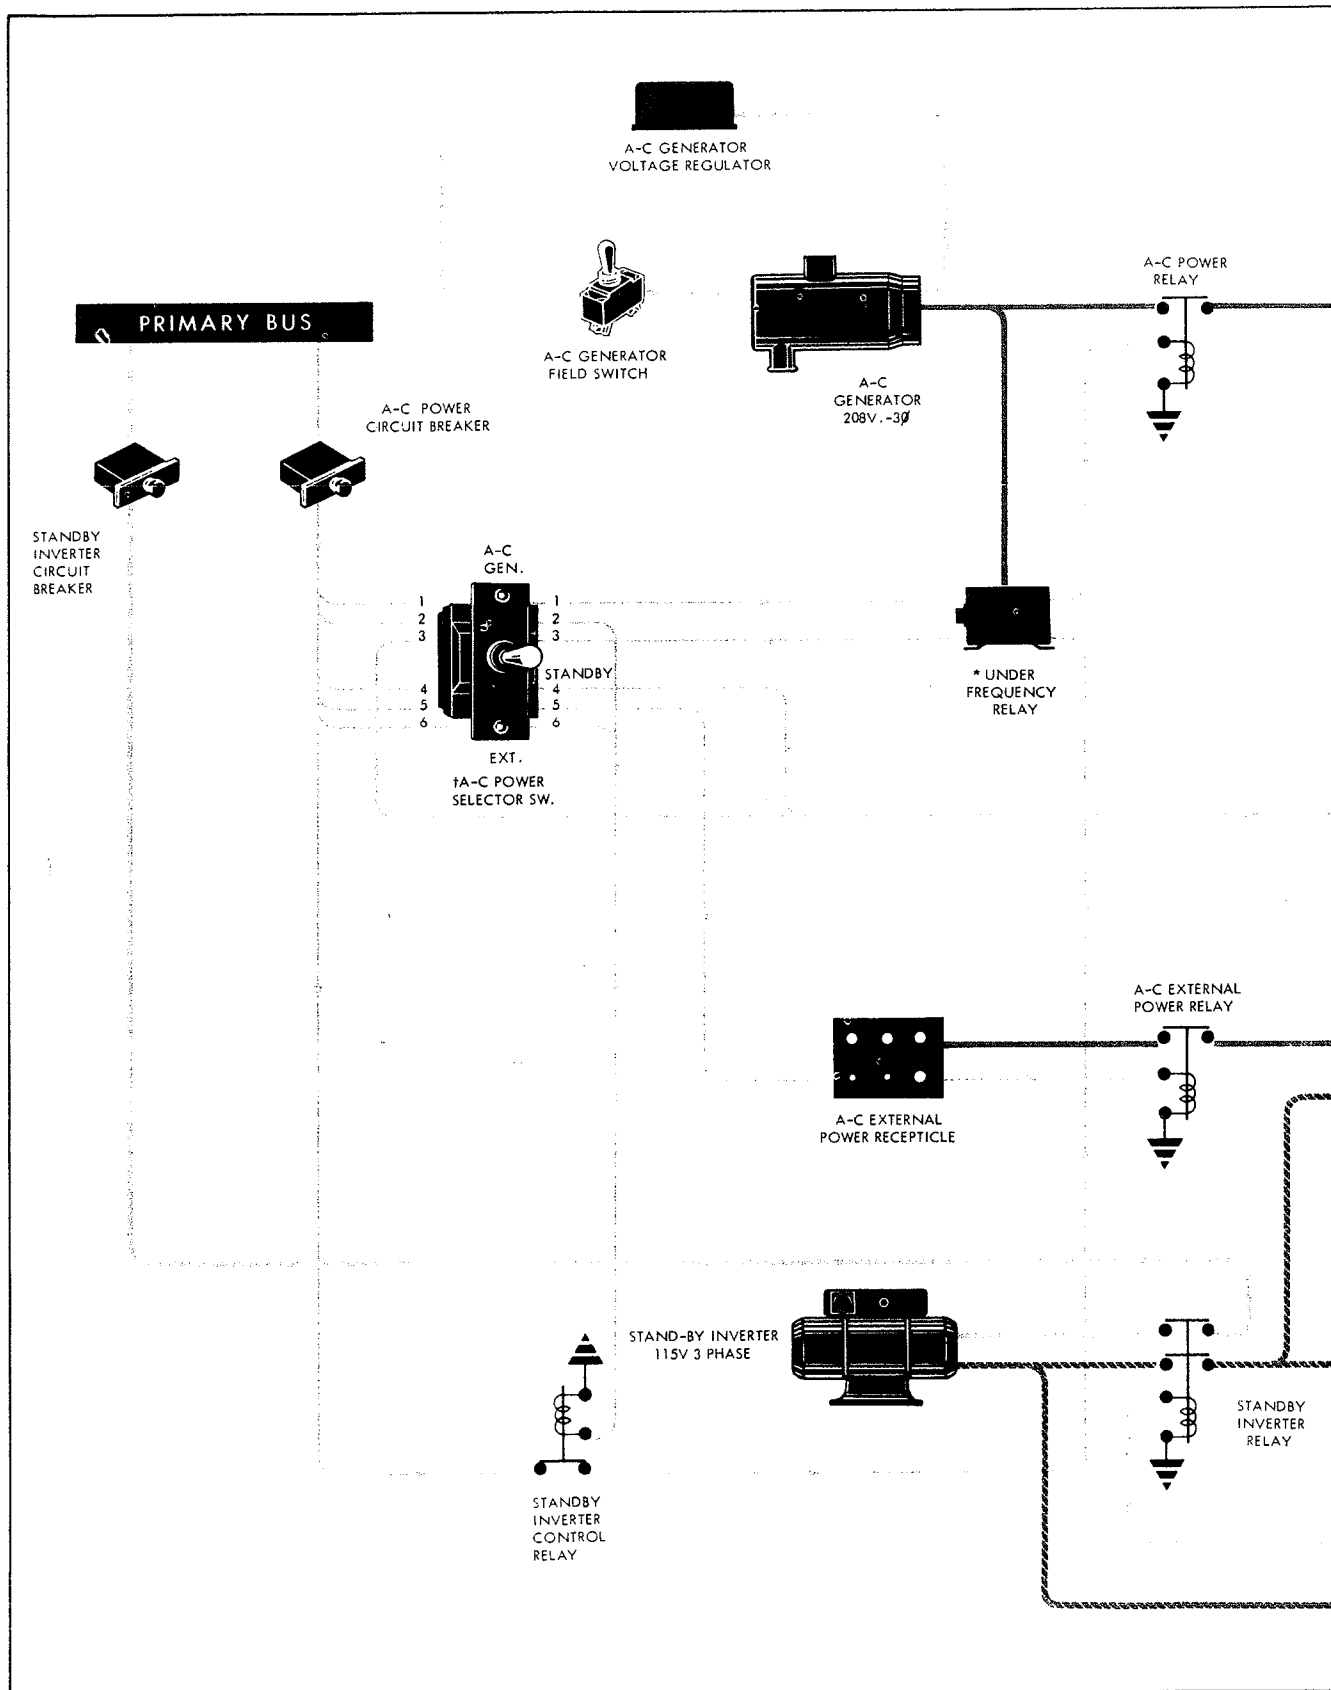 A-C GENERATOR
VOLTAGE REGULATOR
A-C POWER
RELAY
PRIMARY BUS
A-C GENERATOR
FIELD SWITCH
A-C
GENERATOR
208V.-3Ø
A-C POWER
CIRCUIT BREAKER
STANDBY
INVERTER
CIRCUIT
BREAKER
A-C
GEN.
1
2
3
4
5
6
1
2
3
STANDBY
4
5
6
EXT.
†A-C POWER
SELECTOR SW.
* UNDER
FREQUENCY
RELAY
A-C EXTERNAL
POWER RELAY
A-C EXTERNAL
POWER RECEPTICLE
STAND-BY INVERTER
115V 3 PHASE
STANDBY
INVERTER
RELAY
STANDBY
INVERTER
CONTROL
RELAY